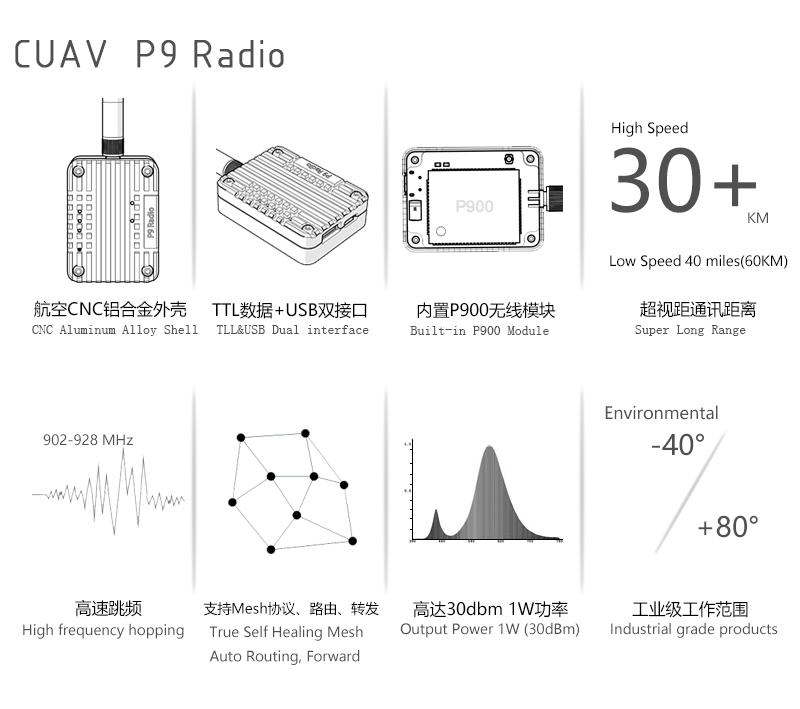 CUAV P9 Radio
P9 Radio
P9 Radio
P900
High Speed
30+
KM
Low Speed 40 miles(60KM)
航空CNC铝合金外壳
CNC Aluminum Alloy Shell
TTL数据+USB双接口
TLL&USB Dual interface
内置P900无线模块
Built-in P900 Module
超视距通讯距离
Super Long Range
902-928 MHz
Environmental
-40°
+80°
高速跳频
High frequency hopping
支持Mesh协议、路由、转发
True Self Healing Mesh
Auto Routing, Forward
高达30dbm 1W功率
Output Power 1W (30dBm)
工业级工作范围
Industrial grade products